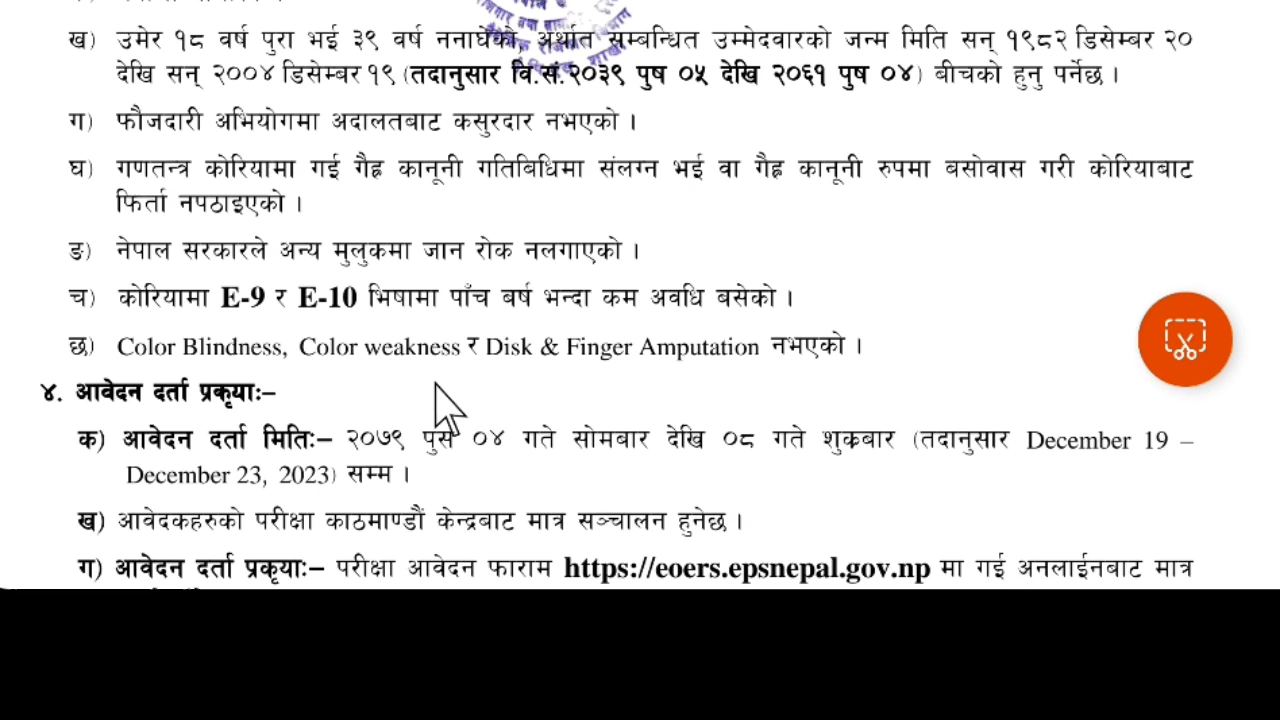 ख) उमेर १८ वर्ष पुरा भई ३९ वर्ष ननाघेको, अर्थात सम्बन्धित उम्मेदवारको जन्म मिति सन् १९८२ डिसेम्बर २०
देखि सन् २००४ डिसेम्बर १९ (तदानुसार वि.सं.२०३९ पुष ०५ देखि २०६१ पुष ०४) बीचको हुनु पर्नेछ ।
ग) फौजदारी अभियोगमा अदालतबाट कसुरदार नभएको ।
घ) गणतन्त्र कोरियामा गई गैह्र कानूनी गतिबिधिमा संलग्न भई वा गैह्र कानूनी रुपमा बसोवास गरी कोरियाबाट
फिर्ता नपठाइएको ।
ङ) नेपाल सरकारले अन्य मुलुकमा जान रोक नलगाएको ।
च) कोरियामा E-9 र E-10 भिषामा पाँच बर्ष भन्दा कम अवधि बसेको ।
छ) Color Blindness, Color weakness र Disk & Finger Amputation नभएको ।
४. आवेदन दर्ता प्रकृयाः–
क) आवेदन दर्ता मितिः– २०७९ पुस ०४ गते सोमबार देखि ०८ गते शुक्रबार (तदानुसार December 19 –
December 23, 2023) सम्म ।
ख) आवेदकहरुको परीक्षा काठमाण्डौं केन्द्रबाट मात्र सञ्चालन हुनेछ ।
ग) आवेदन दर्ता प्रकृयाः– परीक्षा आवेदन फाराम https://eoers.epsnepal.gov.np मा गई अनलाईनबाट मात्र